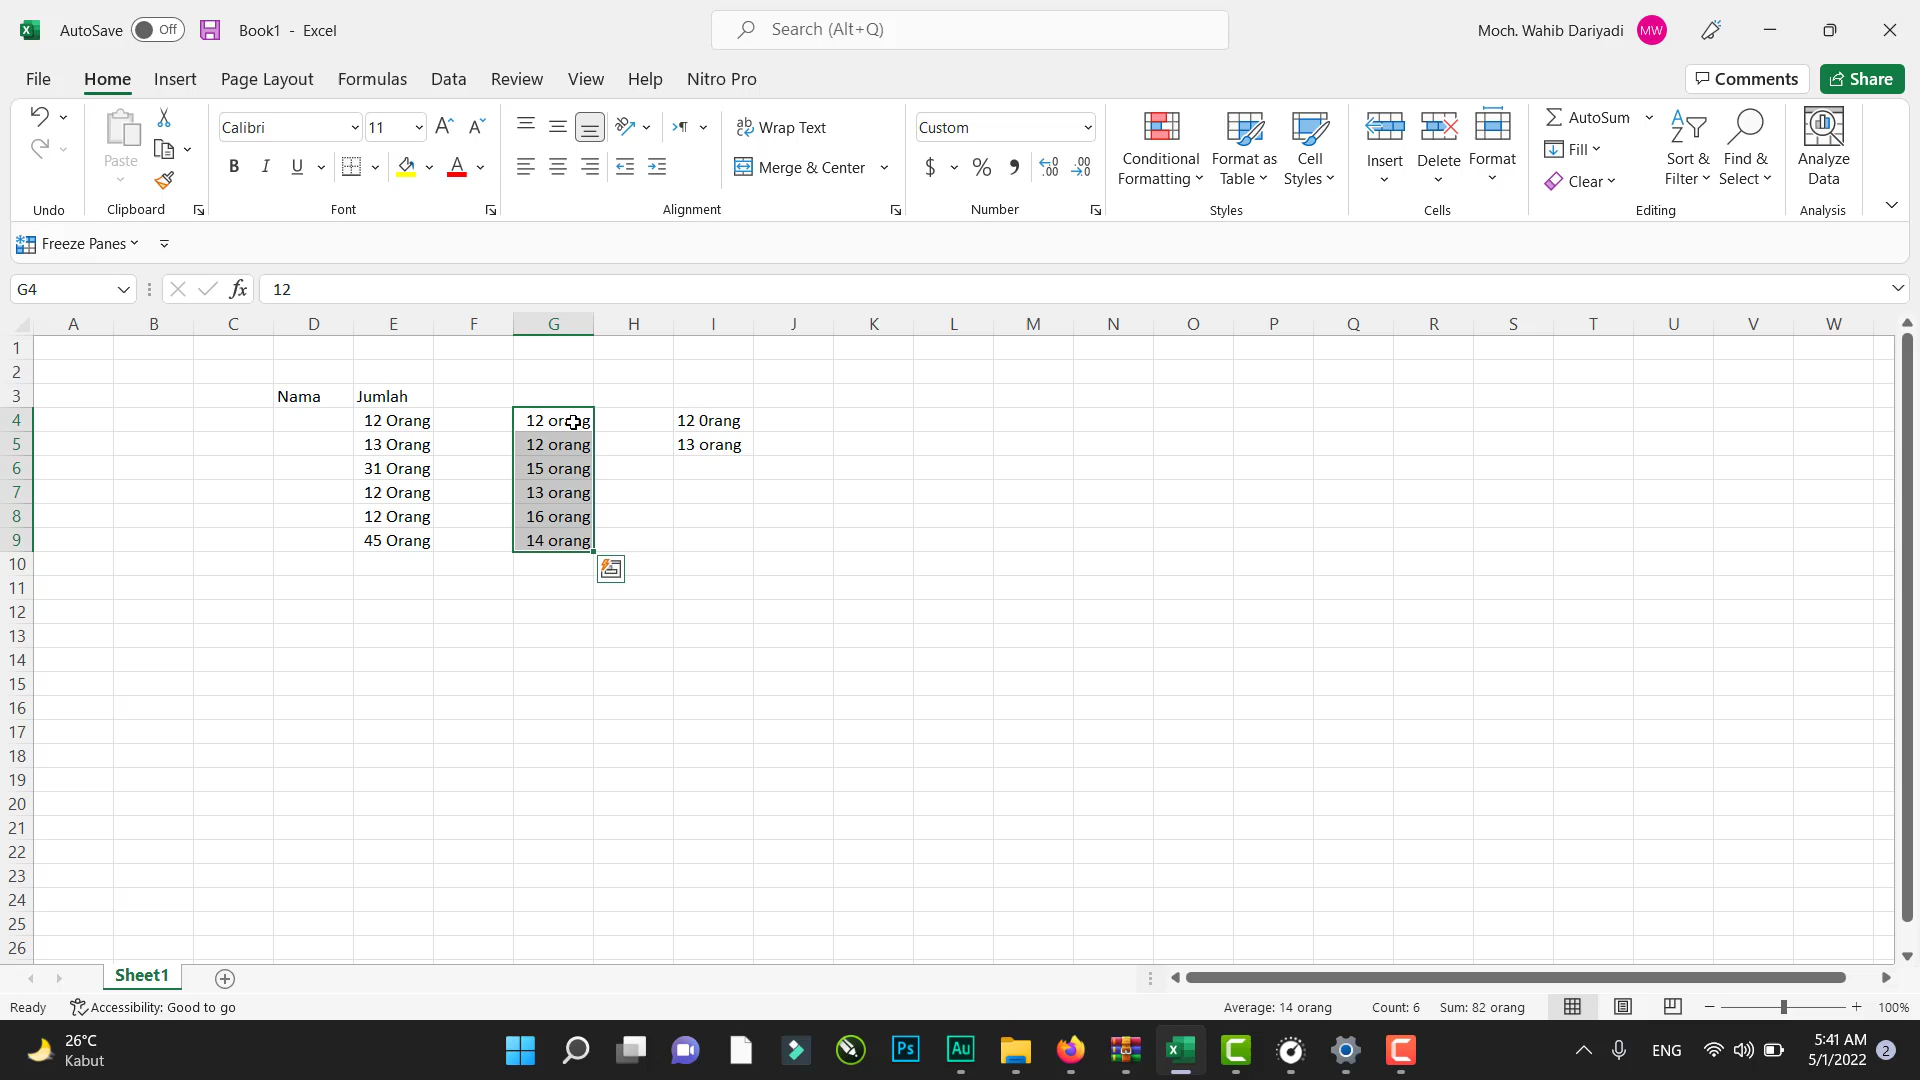 AutoSave Off Book1 - Excel Search (Alt+Q) Moch. Wahib Dariyadi MW
File Home Insert Page Layout Formulas Data Review View Help Nitro Pro Comments Share
Paste Calibri 11 Wrap Text Custom Conditional Formatting Format as Table Cell Styles Insert Delete Format AutoSum Sort & Filter Find & Select Analyze Data
B I U A Merge & Center $ % Fill
Clear
Undo Clipboard Font Alignment Number Styles Cells Editing Analysis
Freeze Panes
G4 fx 12
A B C D E F G H I J K L M N O P Q R S T U V W
1
2
3 Nama Jumlah
4 12 Orang 12 orang 12 0rang
5 13 Orang 12 orang 13 orang
6 31 Orang 15 orang
7 12 Orang 13 orang
8 12 Orang 16 orang
9 45 Orang 14 orang
10
11
12
13
14
15
16
17
18
19
20
21
22
23
24
25
26
Sheet1
Ready Accessibility: Good to go Average: 14 orang Count: 6 Sum: 82 orang 100%
26°C
Kabut
Ps Au ENG 5:41 AM
5/1/2022 2